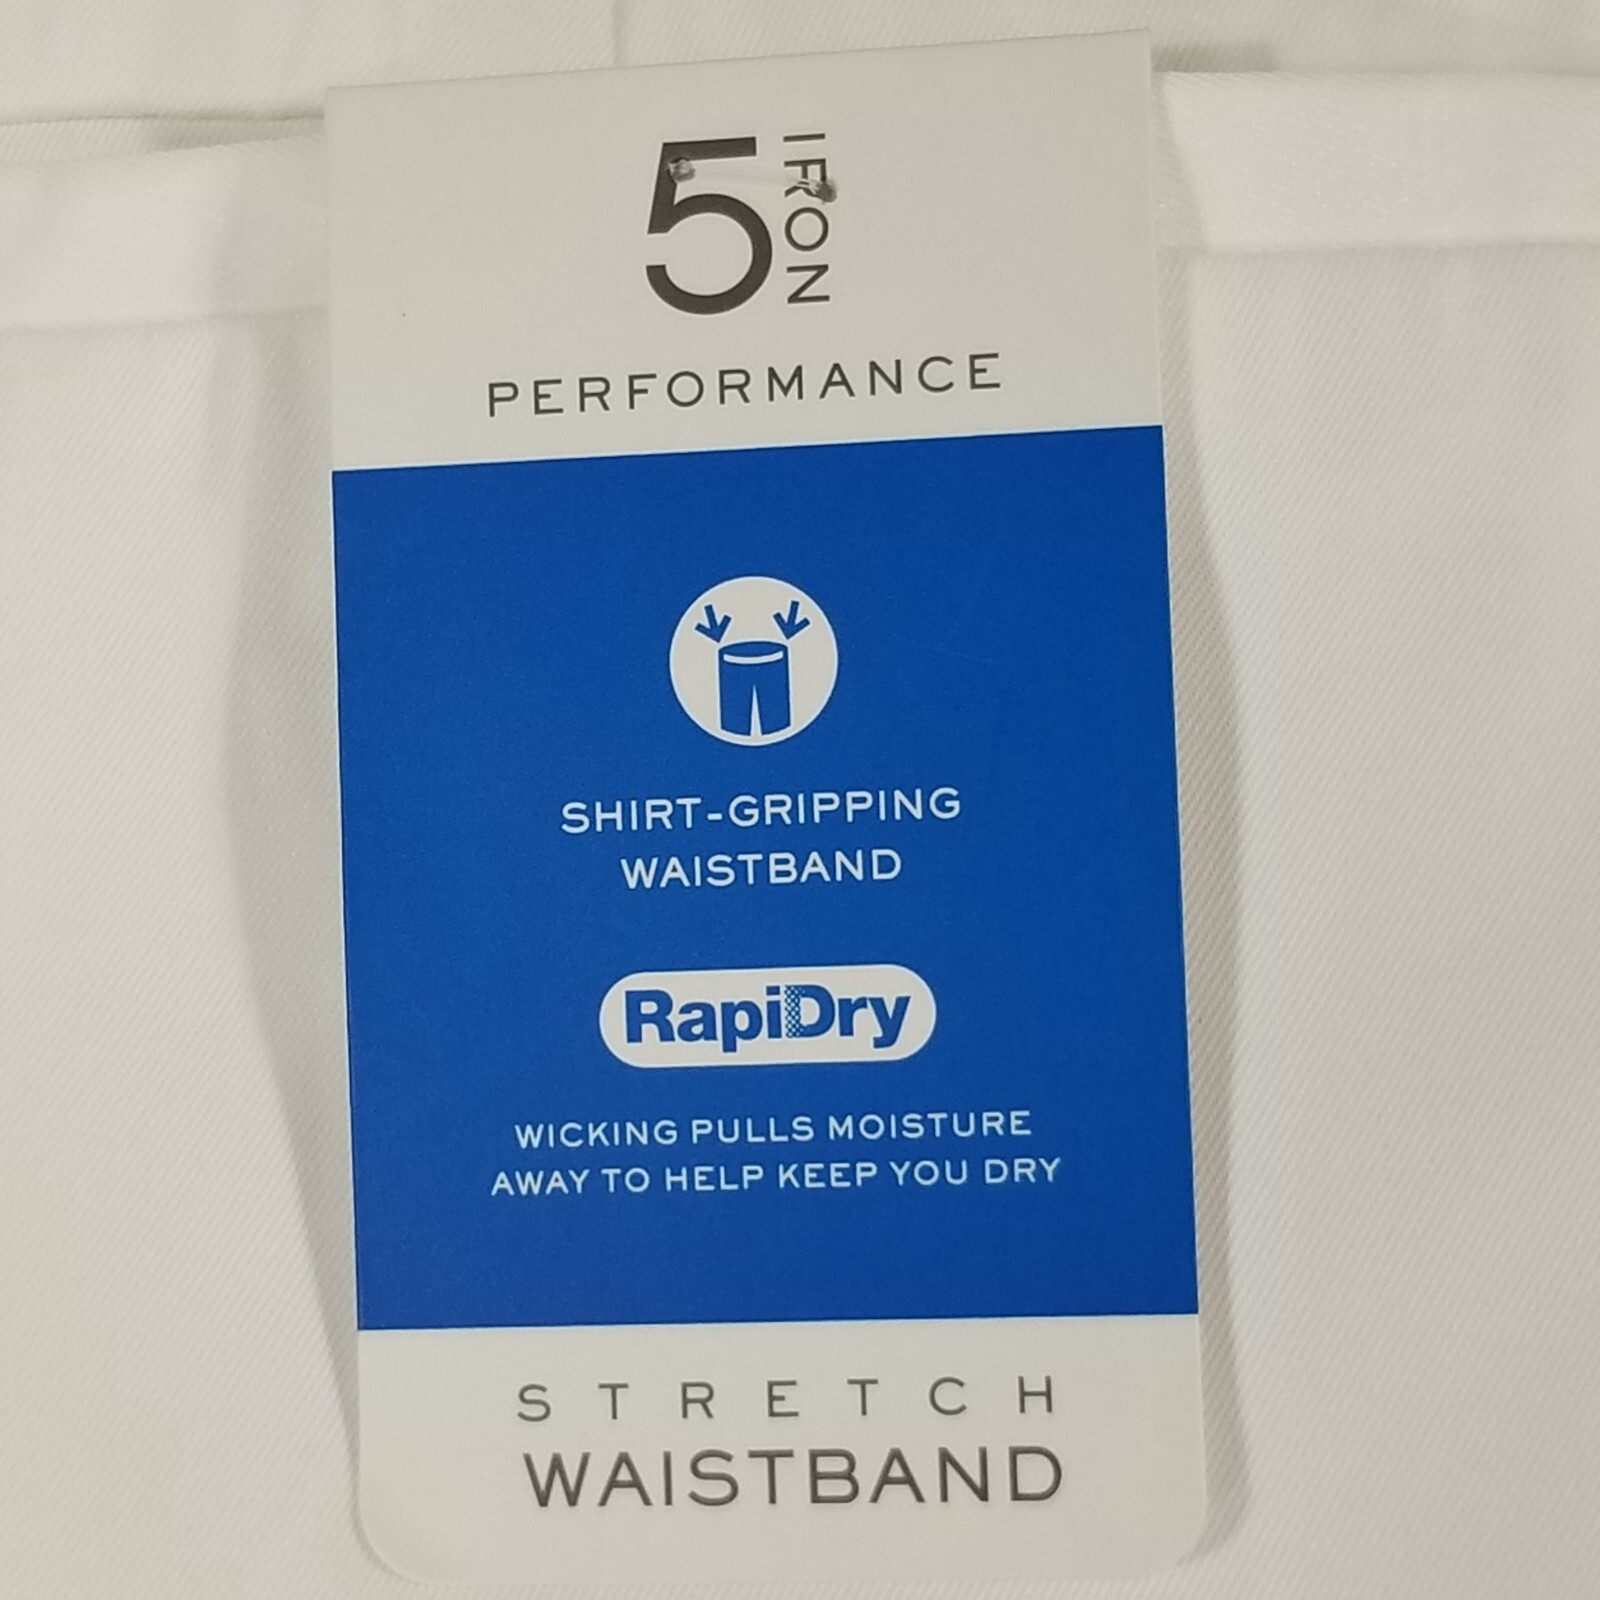 5 IRON
PERFORMANCE
SHIRT-GRIPPING
WAISTBAND
RapiDry
WICKING PULLS MOISTURE
AWAY TO HELP KEEP YOU DRY
STRETCH
WAISTBAND